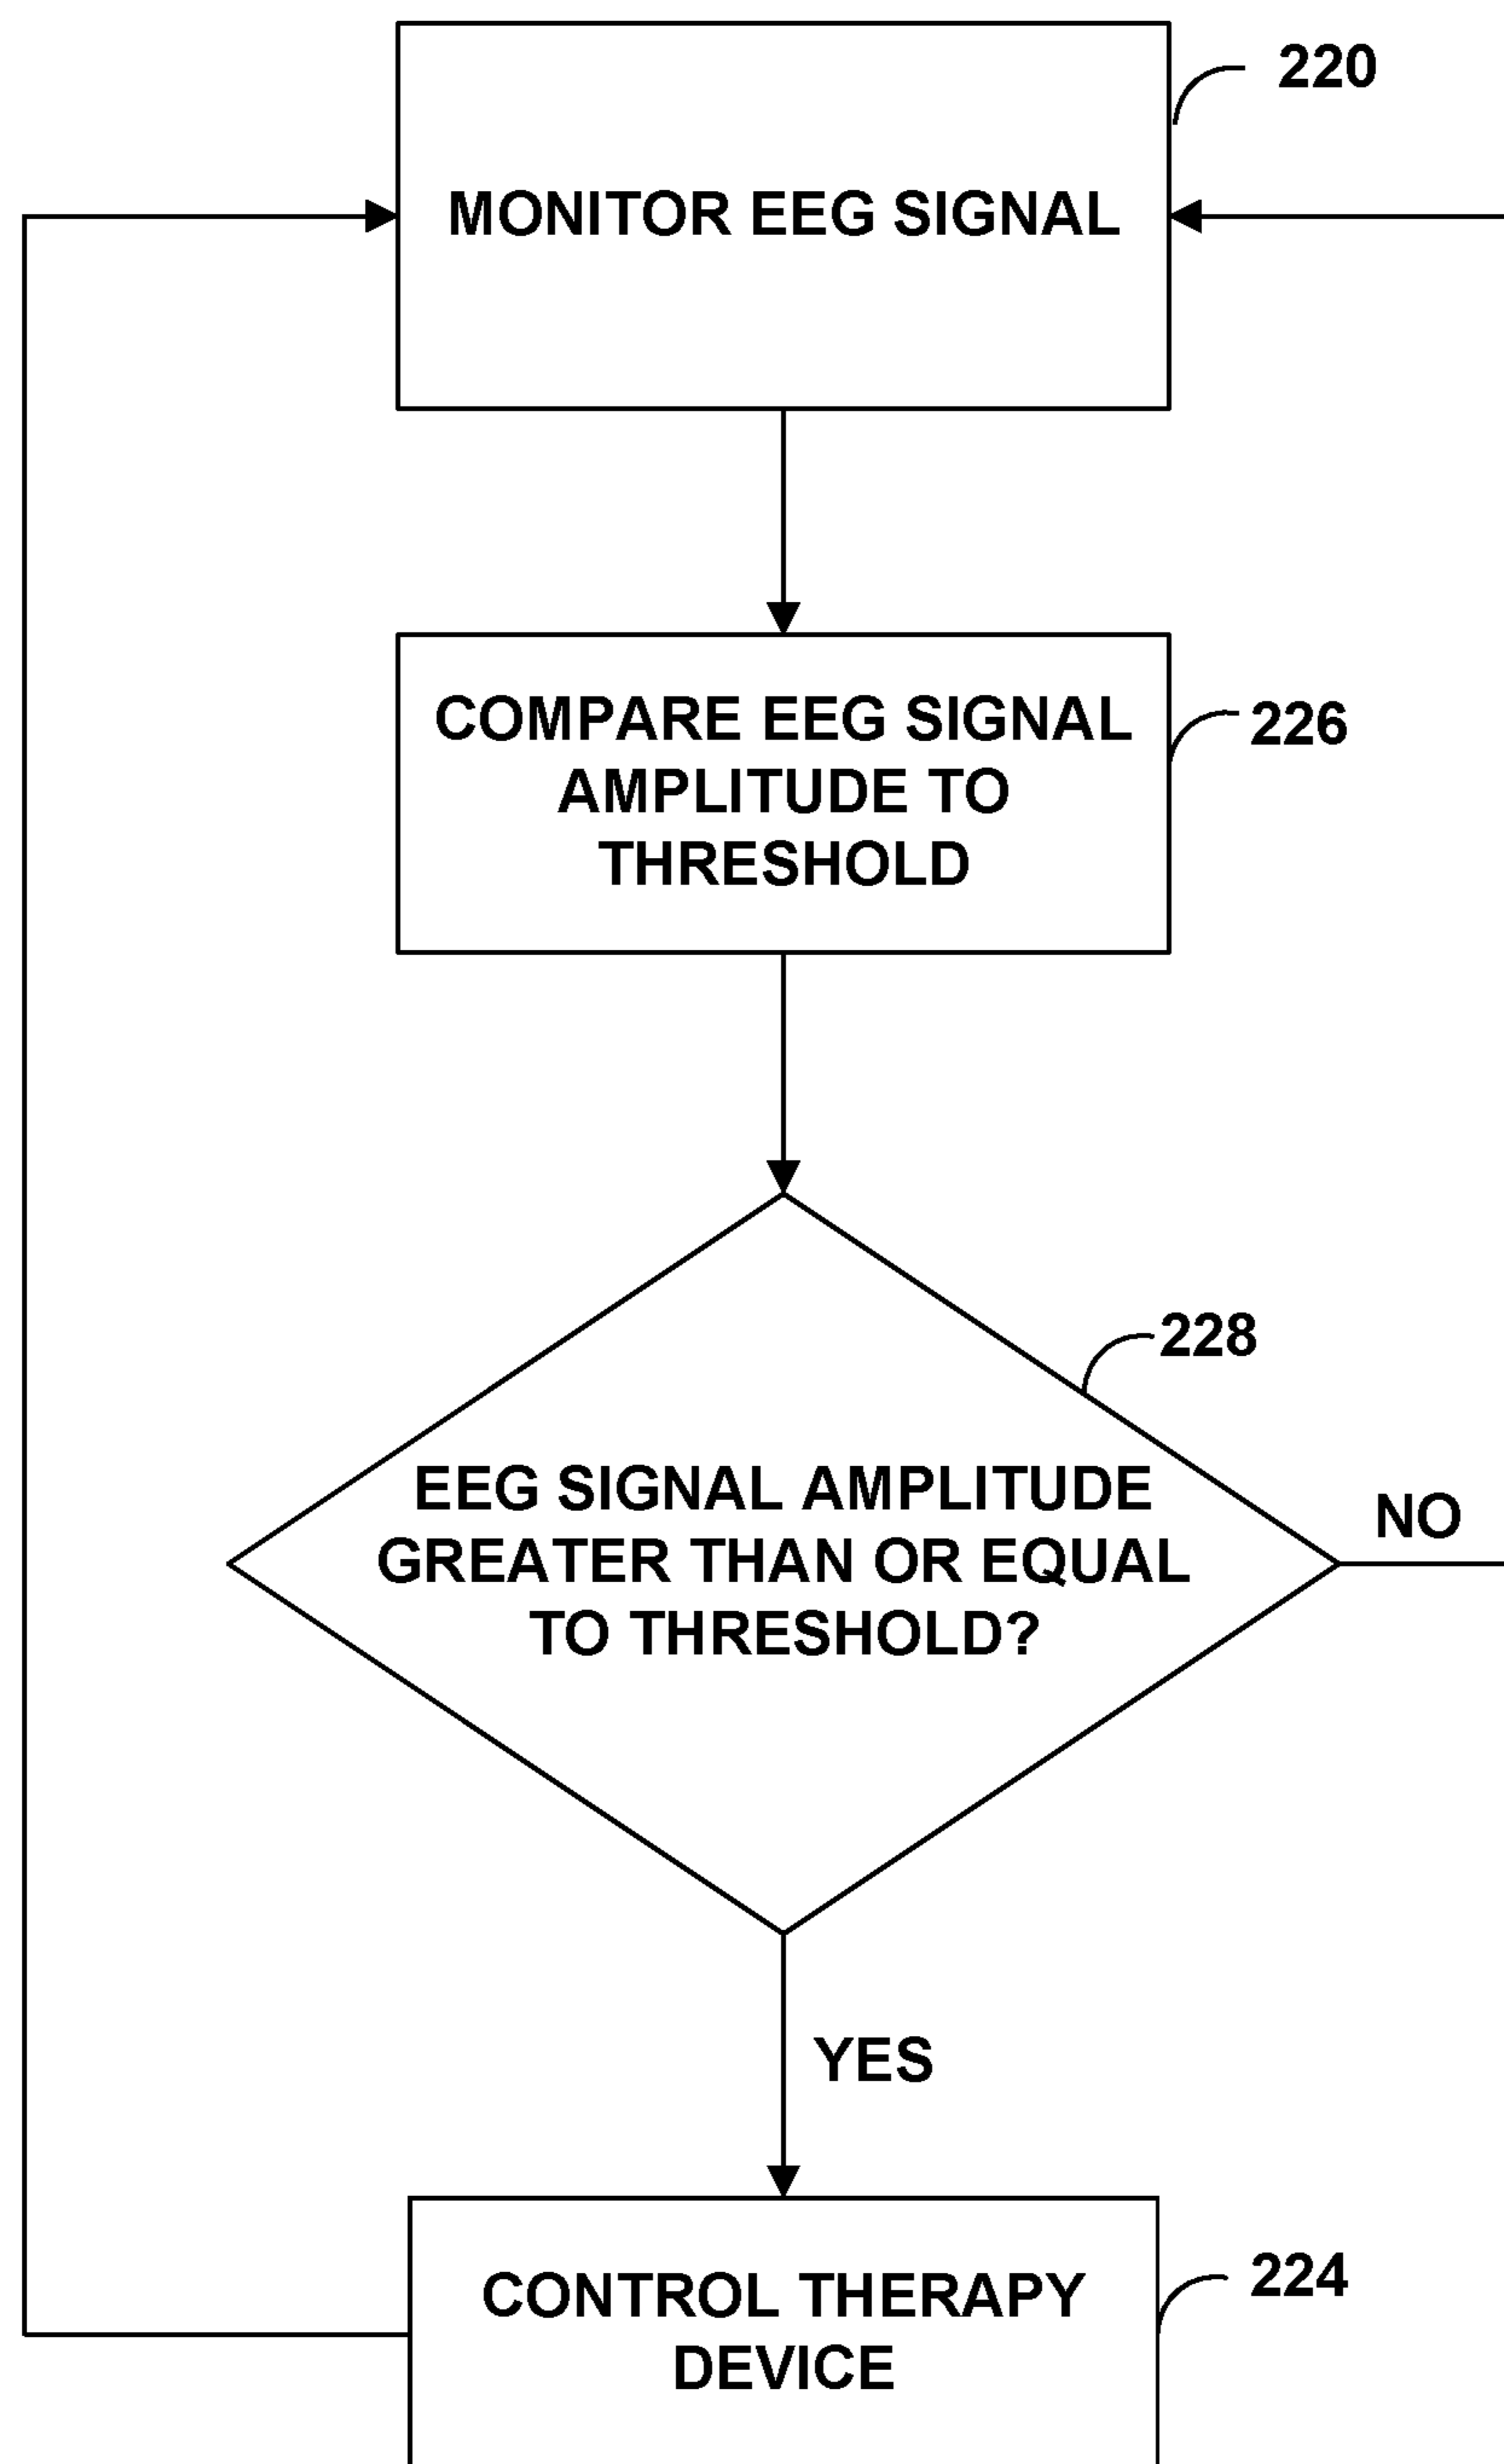 220
MONITOR EEG SIGNAL
COMPARE EEG SIGNAL
AMPLITUDE TO
THRESHOLD
226
228
EEG SIGNAL AMPLITUDE
GREATER THAN OR EQUAL
TO THRESHOLD?
NO
YES
CONTROL THERAPY
DEVICE
224